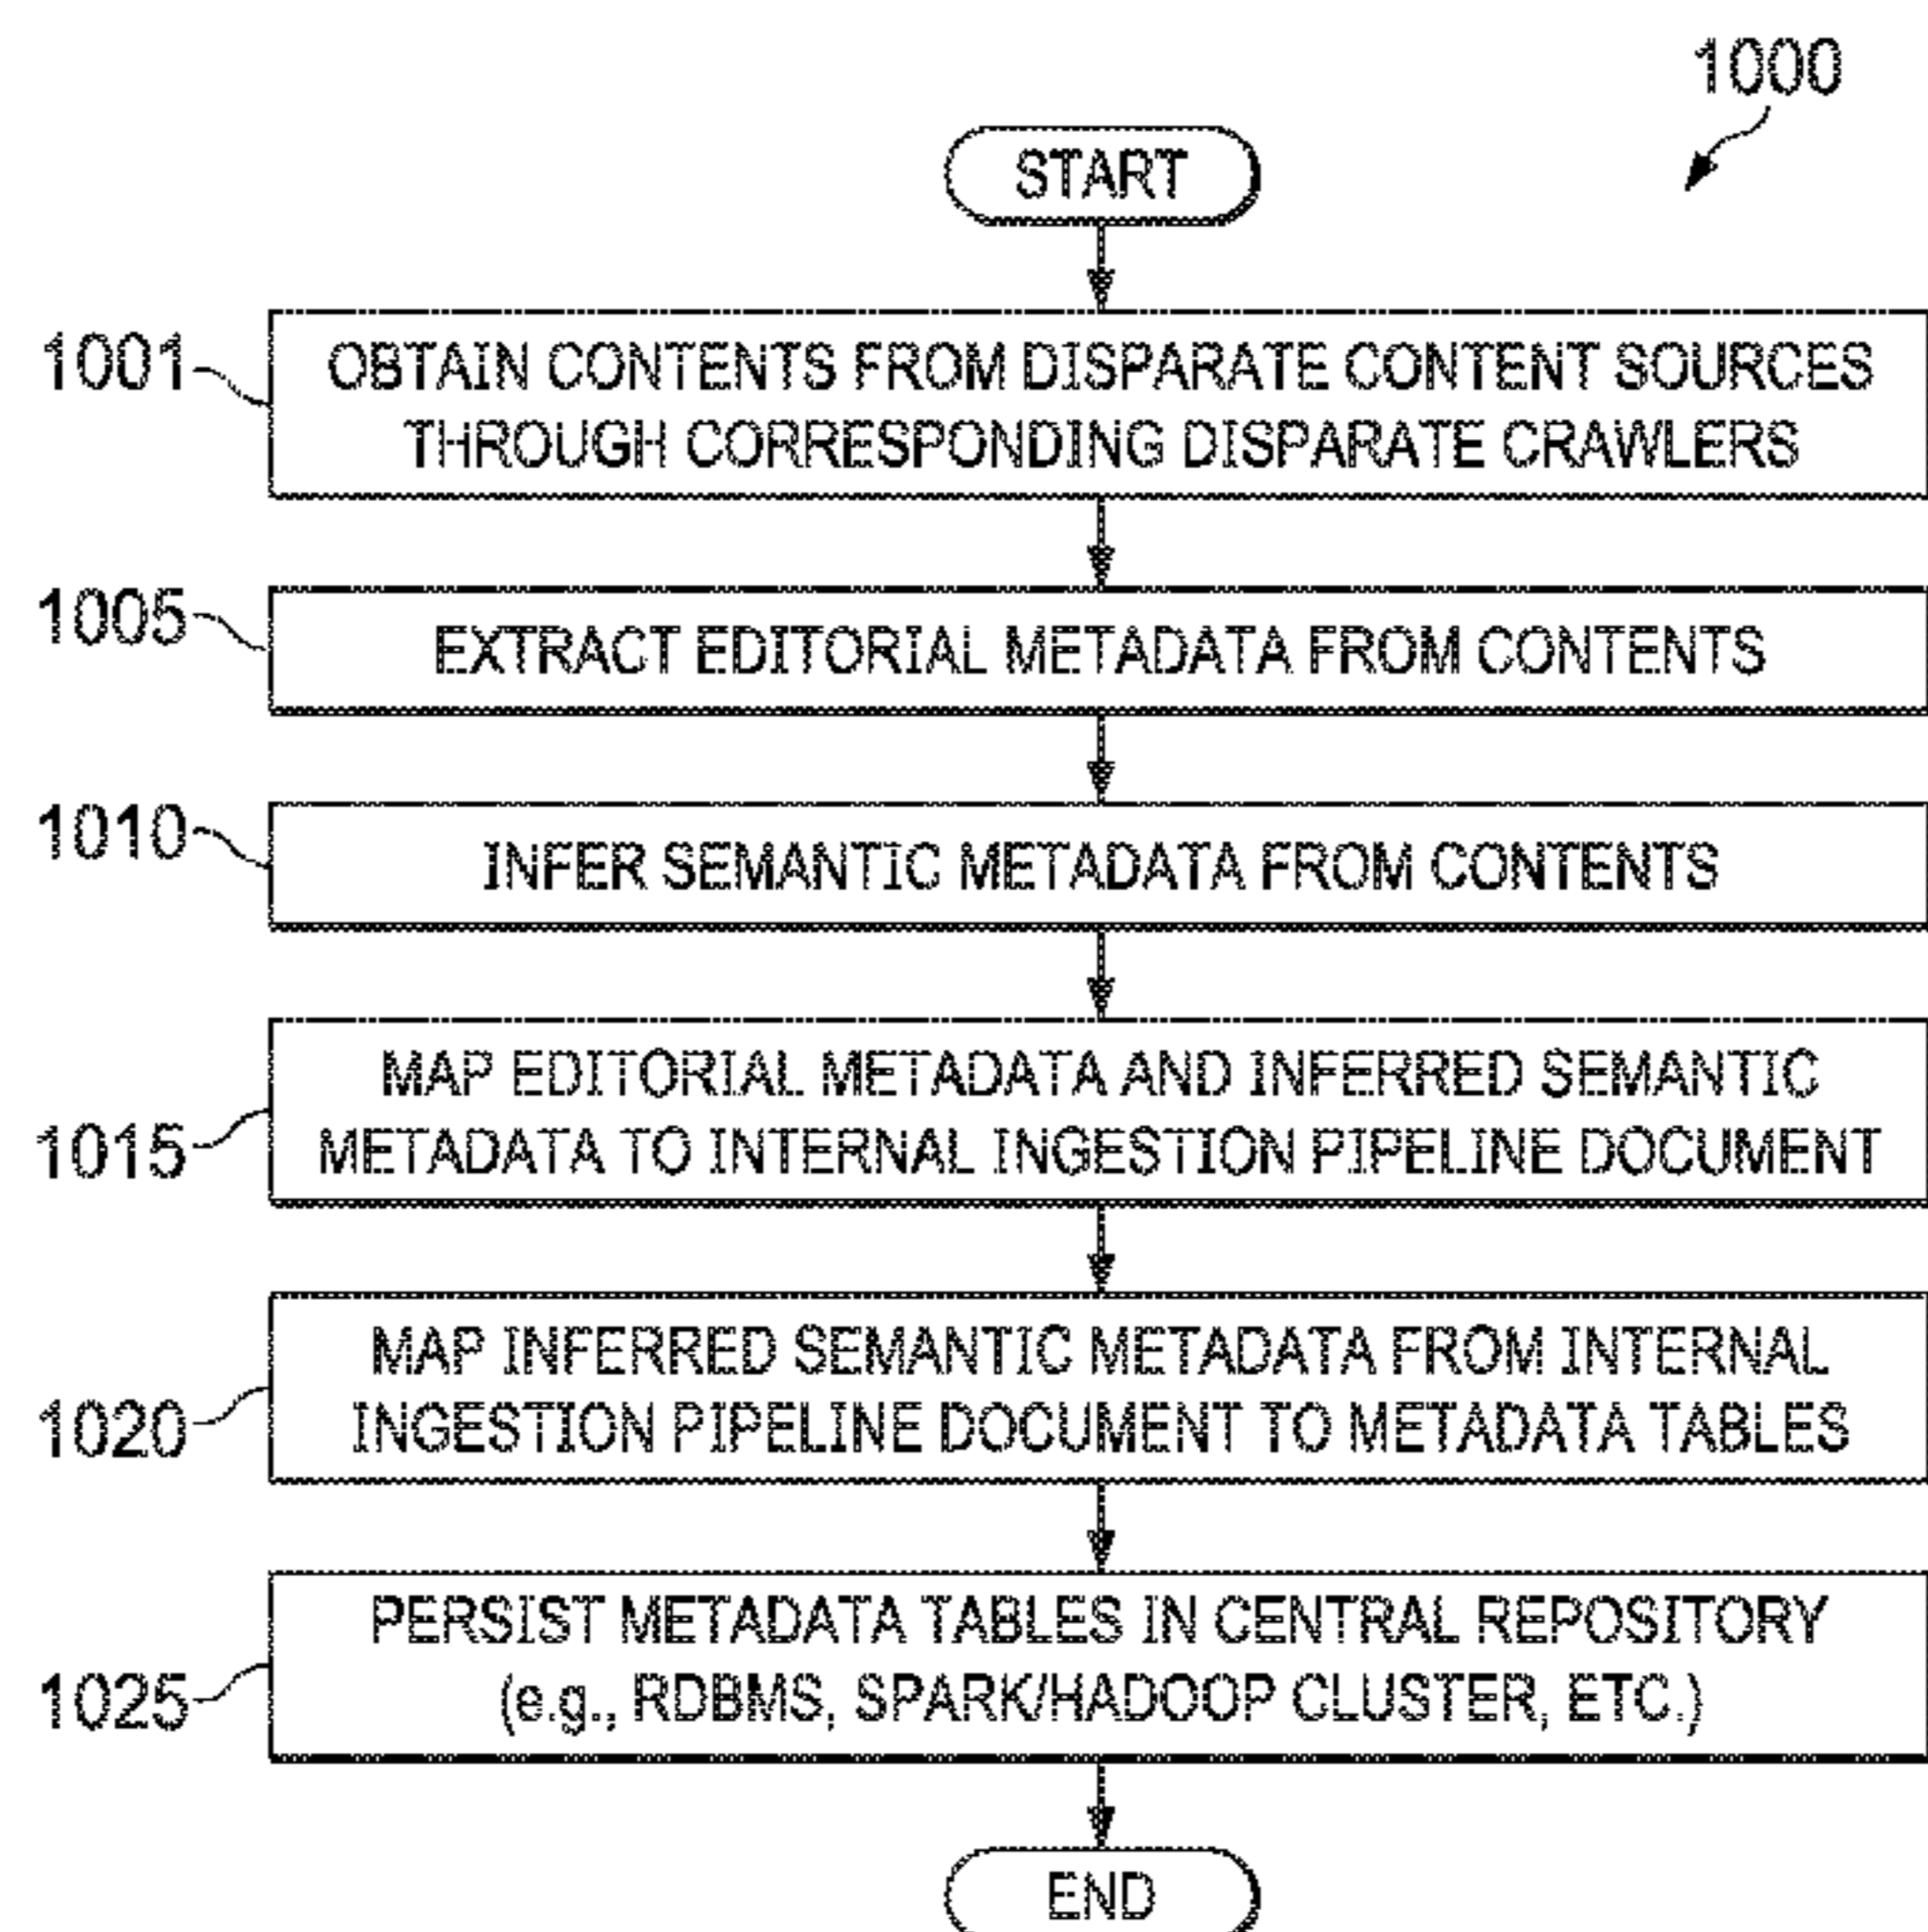 1000
START
1001
OBTAIN CONTENTS FROM DISPARATE CONTENT SOURCES
THROUGH CORRESPONDING DISPARATE CRAWLERS
1005
EXTRACT EDITORIAL METADATA FROM CONTENTS
1010
INFER SEMANTIC METADATA FROM CONTENTS
1015
MAP EDITORIAL METADATA AND INFERRED SEMANTIC
METADATA TO INTERNAL INGESTION PIPELINE DOCUMENT
1020
MAP INFERRED SEMANTIC METADATA FROM INTERNAL
INGESTION PIPELINE DOCUMENT TO METADATA TABLES
1025
PERSIST METADATA TABLES IN CENTRAL REPOSITORY
(e.g., RDBMS, SPARK/HADOOP CLUSTER, ETC.)
END